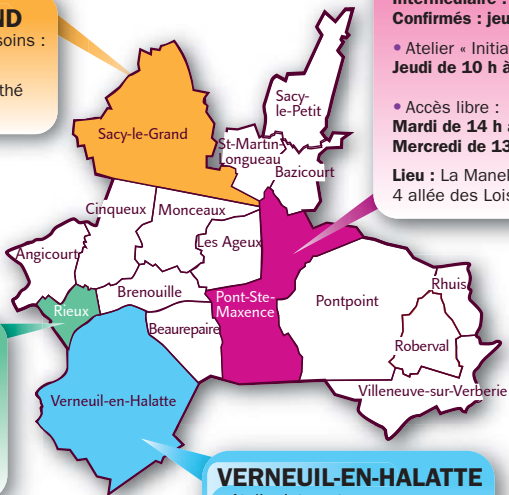 ND
soins :
thé
Confirmés : jeu
• Atelier « Initia
Jeudi de 10 h à
• Accès libre :
Mardi de 14 h
Mercredi de 13
Lieu : La Manel
4 allée des Lois
Sacy-
le-Petit
Sacy-le-Grand
St-Martin-
Longueau
Bazicourt
Cinqueux
Monceaux
Les Ageux
Angicourt
Brenouille
Rieux
Pont-Ste-
Maxence
Pontpoint
Rhuis
Beaurepaire
Roberval
Villeneuve-sur-Verberie
Verneuil-en-Halatte
VERNEUIL-EN-HALATTE